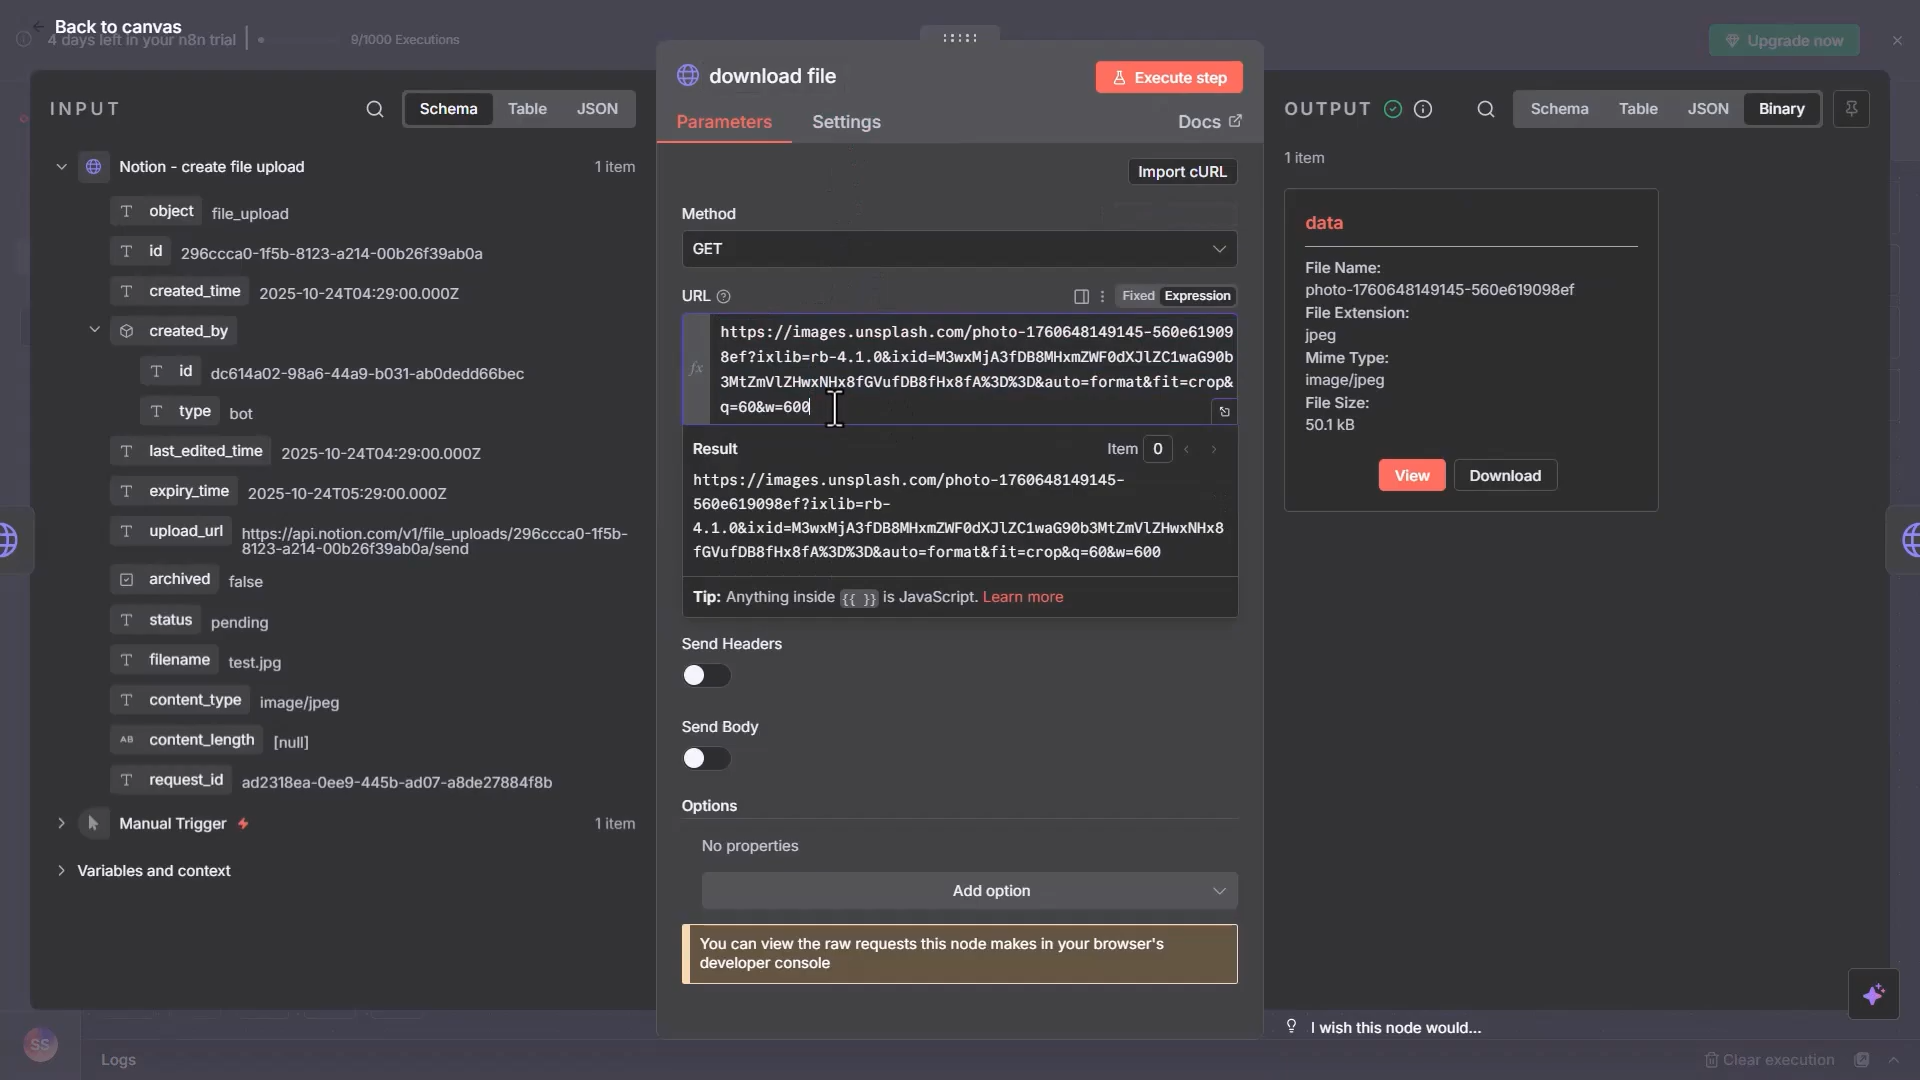 Back to canvas
4 days left in your n8n trial
9/1000 Executions
Upgrade now
INPUT
Schema
Table
JSON
Notion - create file upload
1 item
object
file_upload
id
296ccca0-1f5b-8123-a214-00b26f39ab0a
created_time
2025-10-24T04:29:00.000Z
created_by
id
dc614a02-98a6-44a9-b031-ab0dedd66bec
type
bot
last_edited_time
2025-10-24T04:29:00.000Z
expiry_time
2025-10-24T05:29:00.000Z
upload_url
https://api.notion.com/v1/file_uploads/296ccca0-1f5b-
8123-a214-00b26f39ab0a/send
archived
false
status
pending
filename
test.jpg
content_type
image/jpeg
content_length
[null]
request_id
ad2318ea-0ee9-445b-ad07-a8de27884f8b
Manual Trigger
1 item
Variables and context
download file
Execute step
Parameters
Settings
Docs
Import cURL
Method
GET
URL
Fixed
Expression
fx
https://images.unsplash.com/photo-1760648149145-560e61909
8ef?ixlib=rb-4.1.0&ixid=M3wxMjA3fDB8MHxmZWF0dXJlZC1waG90b
3MtZmVlZHwxNHx8fGVufDB8fHx8fA%3D%3D&auto=format&fit=crop&
q=60&w=600
Result
Item
0
https://images.unsplash.com/photo-1760648149145-
560e619098ef?ixlib=rb-
4.1.0&ixid=M3wxMjA3fDB8MHxmZWF0dXJlZC1waG90b3MtZmVlZHwxNHx8
fGVufDB8fHx8fA%3D%3D&auto=format&fit=crop&q=60&w=600
Tip: Anything inside {{ }} is JavaScript. Learn more
Send Headers
Send Body
Options
No properties
Add option
You can view the raw requests this node makes in your browser's
developer console
OUTPUT
Schema
Table
JSON
Binary
1 item
data
File Name:
photo-1760648149145-560e619098ef
File Extension:
jpeg
Mime Type:
image/jpeg
File Size:
50.1 kB
View
Download
I wish this node would...
SS
Logs
Clear execution